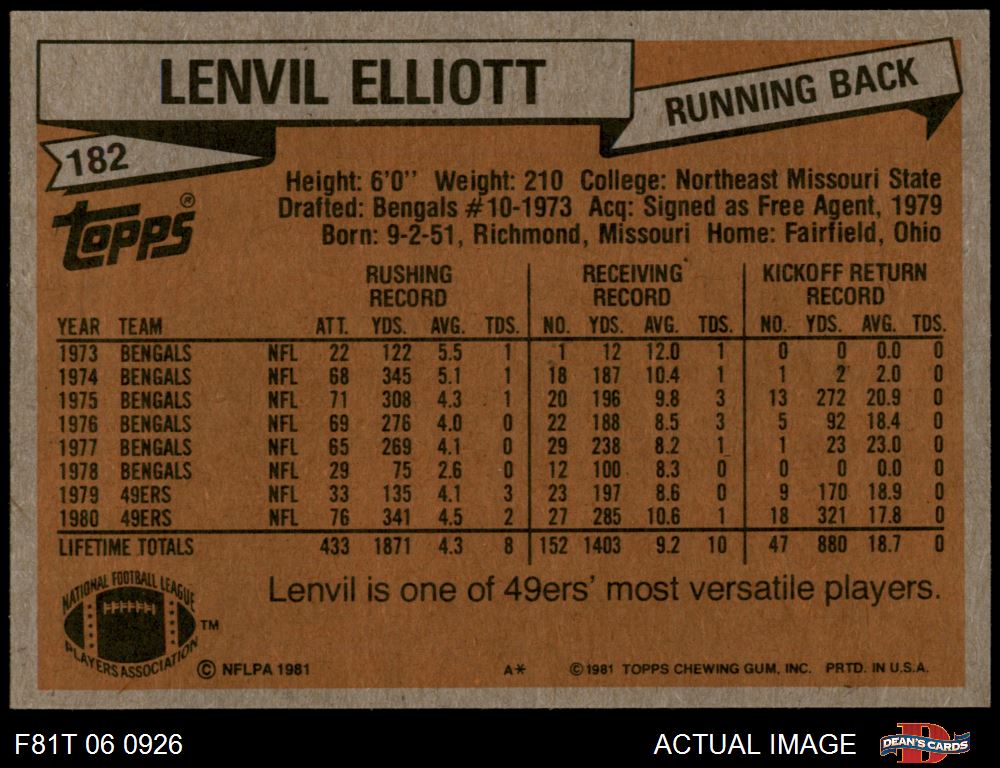 LENVIL ELLIOTT
RUNNING BACK
182
TOPPS®
Height: 6'0'' Weight: 210 College: Northeast Missouri State
Drafted: Bengals #10-1973 Acq: Signed as Free Agent, 1979
Born: 9-2-51, Richmond, Missouri Home: Fairfield, Ohio
RUSHING RECEIVING KICKOFF RETURN
RECORD RECORD RECORD
YEAR TEAM ATT. YDS. AVG. TDS. NO. YDS. AVG. TDS. NO. YDS. AVG. TDS.
1973 BENGALS NFL 22 122 5.5 1 1 12 12.0 1 0 0 0.0 0
1974 BENGALS NFL 68 345 5.1 1 18 187 10.4 1 1 2 2.0 0
1975 BENGALS NFL 71 308 4.3 1 20 196 9.8 3 13 272 20.9 0
1976 BENGALS NFL 69 276 4.0 0 22 188 8.5 3 5 92 18.4 0
1977 BENGALS NFL 65 269 4.1 0 29 238 8.2 1 1 23 23.0 0
1978 BENGALS NFL 29 75 2.6 0 12 100 8.3 0 0 0 0.0 0
1979 49ERS NFL 33 135 4.1 3 23 197 8.6 0 9 170 18.9 0
1980 49ERS NFL 76 341 4.5 2 27 285 10.6 1 18 321 17.8 0
LIFETIME TOTALS 433 1871 4.3 8 152 1403 9.2 10 47 880 18.7 0
Lenvil is one of 49ers' most versatile players.
NATIONAL FOOTBALL LEAGUE
PLAYERS ASSOCIATION TM
© NFLPA 1981 A* ©1981 TOPPS CHEWING GUM, INC. PRTD. IN U.S.A.
F81T 06 0926 ACTUAL IMAGE D DEAN'S CARDS